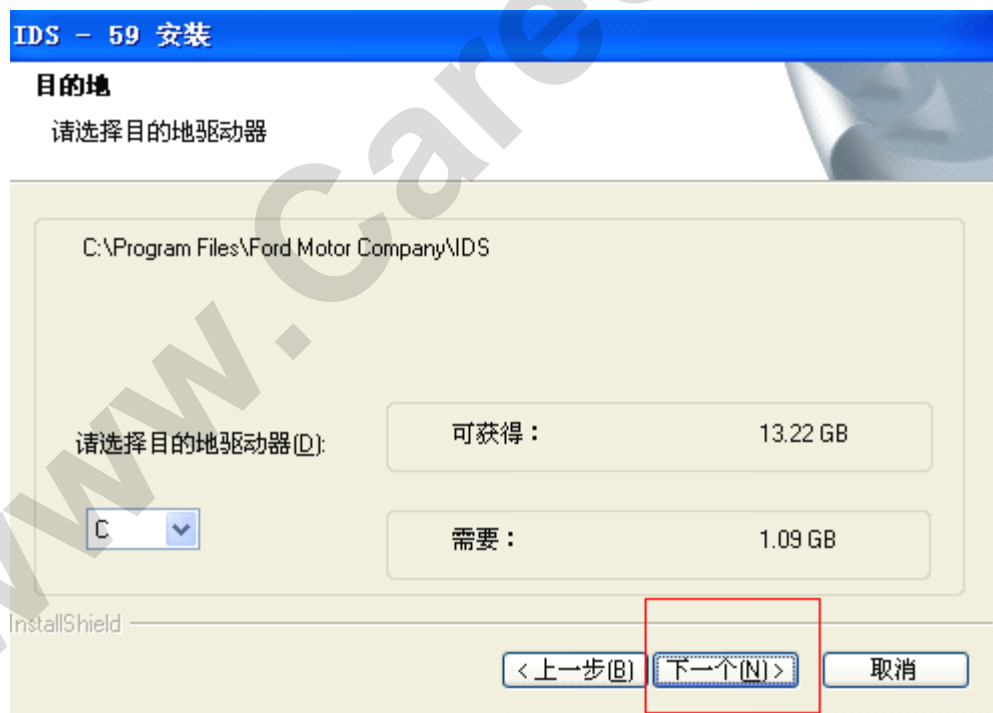 IDS - 59 安装
目的地
请选择目的地驱动器
C:\Program Files\Ford Motor Company\IDS
请选择目的地驱动器(D):
可获得： 13.22 GB
C
需要： 1.09 GB
InstallShield
<上一步(B) 下一个(N)> 取消
www.Care